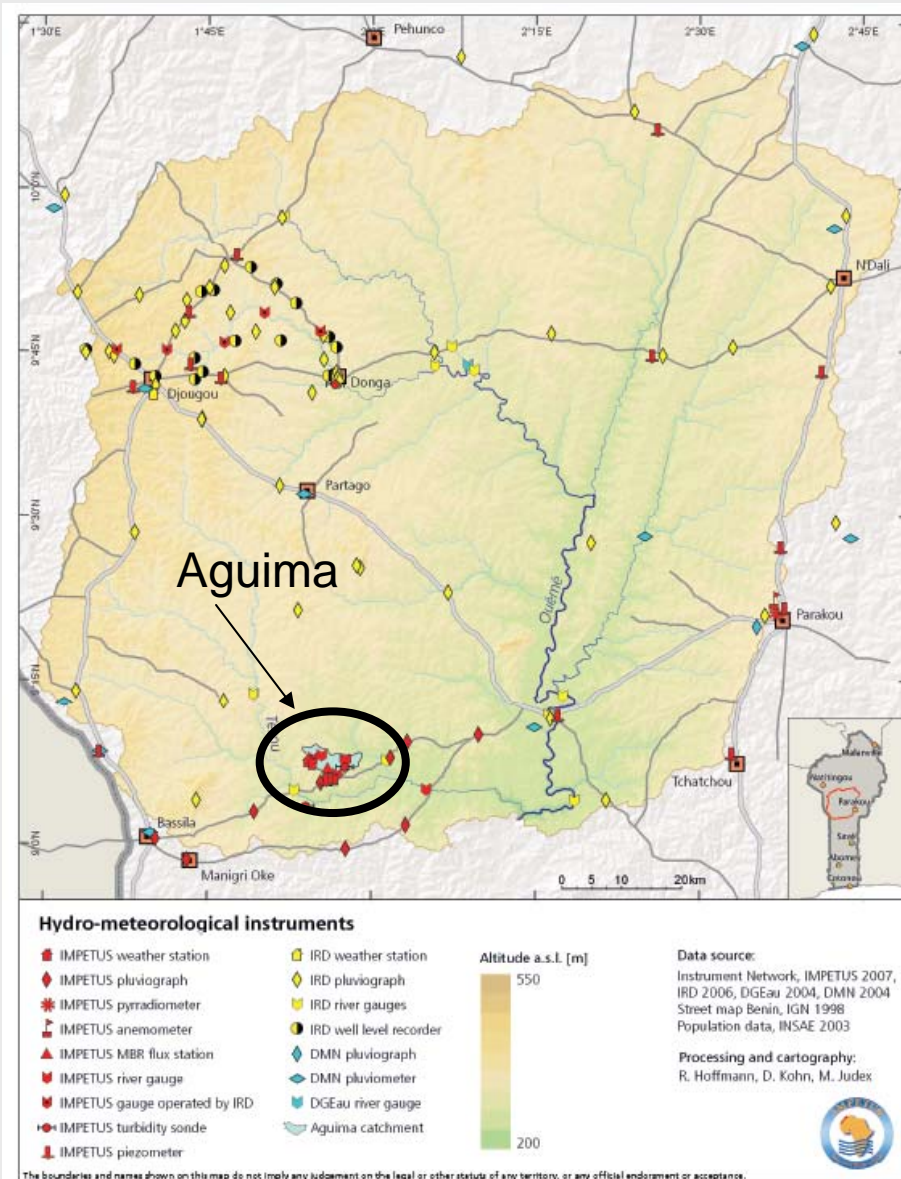 1°30'E 1°45'E 2°15'E 2°30'E 2°45'E
Pehunco
10°0'N
N'Dali
9°45'N
Donga
Djougou
Partago
9°30'N
Aguima
Ouémé
Parakou
Tchatchou
Natitingou
Parakou
Savé
Abomey
Cotonou
Bassila
9°0'N
Manigri Oke
0 5 10 20km
Hydro-meteorological instruments
IMPETUS weather station
IMPETUS pluviograph
IMPETUS pyrradiometer
IMPETUS anemometer
IMPETUS MBR flux station
IMPETUS river gauge
IMPETUS gauge operated by IRD
IMPETUS turbidity sonde
IMPETUS piezometer
IRD weather station
IRD pluviograph
IRD river gauges
IRD well level recorder
DMN pluviograph
DMN pluviometer
DGEau river gauge
Aguima catchment
Altitude a.s.l. [m]
550
200
Data source:
Instrument Network, IMPETUS 2007,
IRD 2006, DGEau 2004, DMN 2004
Street map Benin, IGN 1998
Population data, INSAE 2003
Processing and cartography:
R. Hoffmann, D. Kohn, M. Judex
IMPETUS
The boundaries and names shown on this map do not imply any judgement on the legal or other status of any territory, or any official endorsement or acceptance.